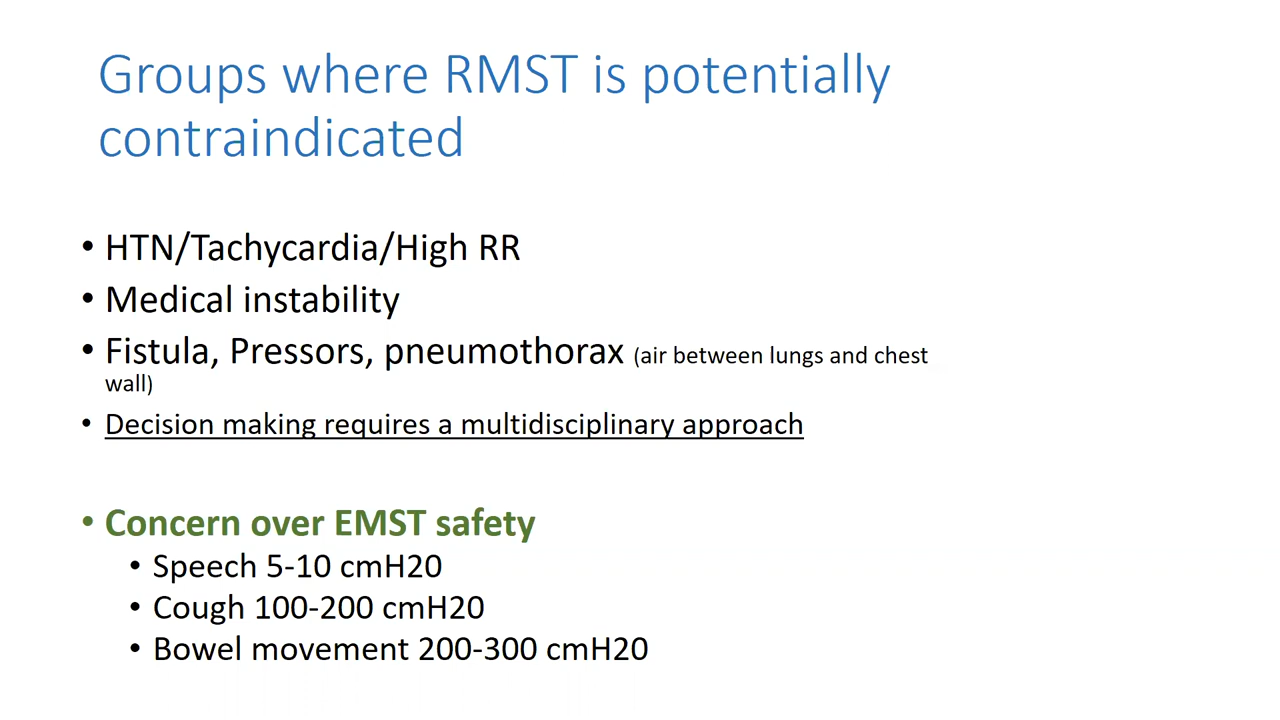 Groups where RMST is potentially
contraindicated
• HTN/Tachycardia/High RR
• Medical instability
• Fistula, Pressors, pneumothorax (air between lungs and chest
wall)
• Decision making requires a multidisciplinary approach
• Concern over EMST safety
• Speech 5-10 cmH20
• Cough 100-200 cmH20
• Bowel movement 200-300 cmH20